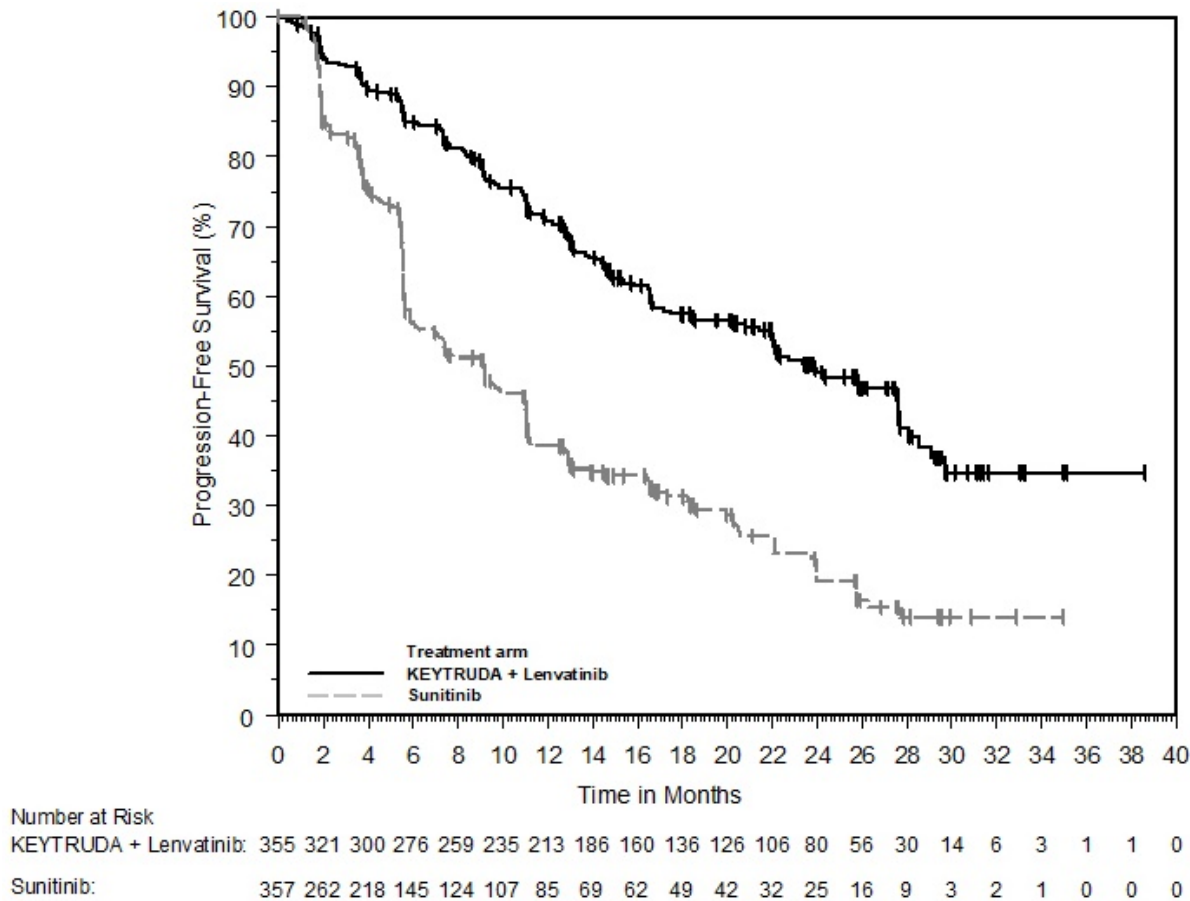 100
90
80
70
60
50
40
30
20
10
0
Progression-Free Survival (%)
Treatment arm
KEYTRUDA + Lenvatinib
Sunitinib
0 2 4 6 8 10 12 14 16 18 20 22 24 26 28 30 32 34 36 38 40
Time in Months
Number at Risk
KEYTRUDA + Lenvatinib: 355 321 300 276 259 235 213 186 160 136 126 106 80 56 30 14 6 3 1 1 0
Sunitinib: 357 262 218 145 124 107 85 69 62 49 42 32 25 16 9 3 2 1 0 0 0